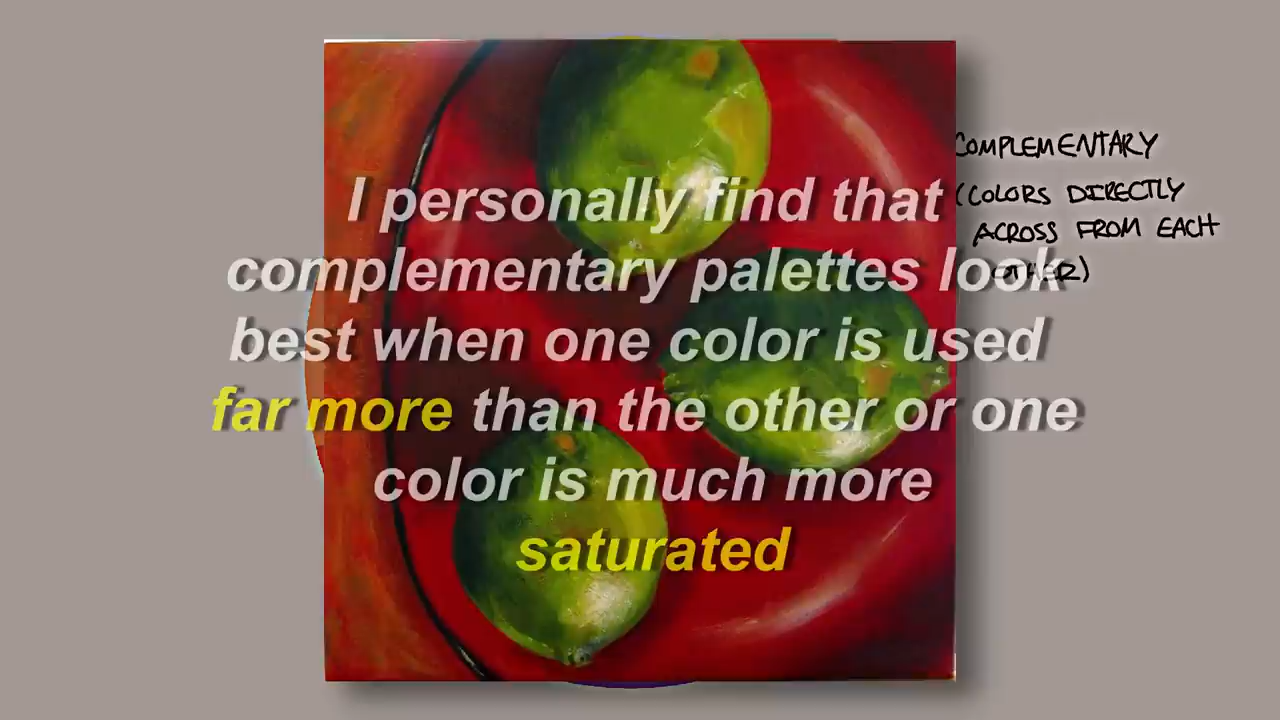 COMPLEMENTARY
(COLORS DIRECTLY
ACROSS FROM EACH
OTHER)
I personally find that
complementary palettes look
best when one color is used
far more than the other or one
color is much more
saturated